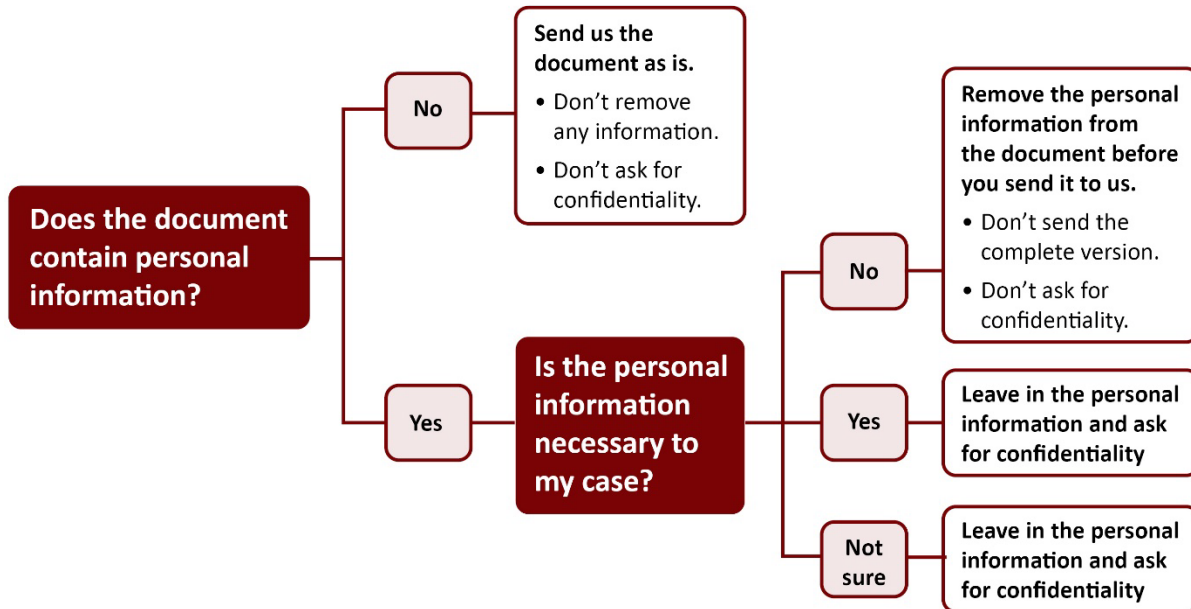 Does the document
contain personal
information?
No
Send us the
document as is.
• Don’t remove
any information.
• Don’t ask for
confidentiality.
Yes
Is the personal
information
necessary to
my case?
No
Remove the personal
information from
the document before
you send it to us.
• Don’t send the
complete version.
• Don’t ask for
confidentiality.
Yes
Leave in the personal
information and ask
for confidentiality
Not
sure
Leave in the personal
information and ask
for confidentiality